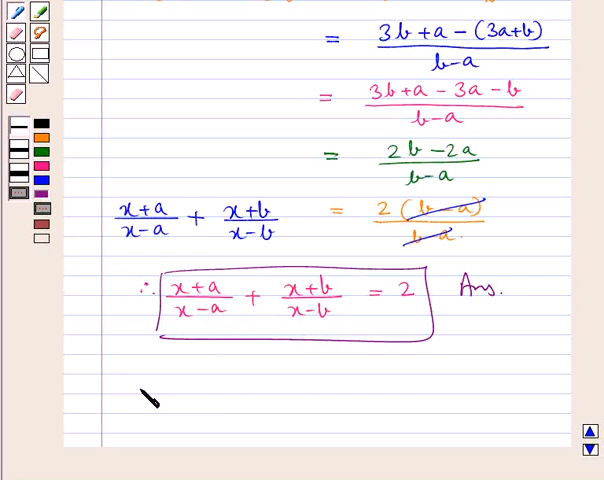 = (3b+a-(3a+b))/(b-a)
= (3b+a-3a-b)/(b-a)
= (2b-2a)/(b-a)
(x+a)/(x-a) + (x+b)/(x-b) = 2(b-a)/(b-a)
∴ (x+a)/(x-a) + (x+b)/(x-b) = 2 Ans.